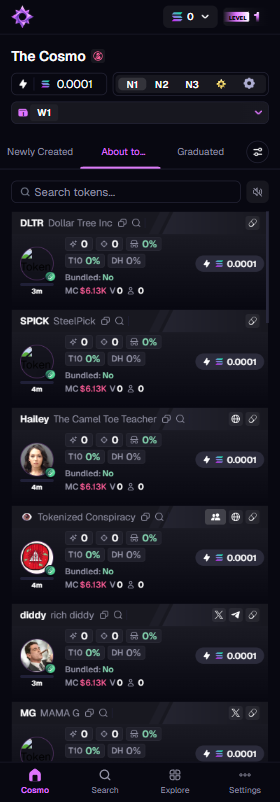 0
LEVEL 1
The Cosmo
0.0001 N1 N2 N3
W1
Newly Created About to... Graduated
Search tokens...
DLTR Dollar Tree Inc
0 0 0%
T10 0% DH 0%
0.0001
Bundled: No
3m
MC $6.13K V 0 0
SPICK SteelPick
0 0 0%
T10 0% DH 0%
0.0001
Bundled: No
4m
MC $6.13K V 0 0
Hailey The Camel Toe Teacher
0 0 0%
T10 0% DH 0%
0.0001
Bundled: No
4m
MC $6.13K V 0 0
Tokenized Conspiracy
0 0 0%
T10 0% DH 0%
0.0001
Bundled: No
4m
MC $6.13K V 0 0
diddy rich diddy
0 0 0%
T10 0% DH 0%
0.0001
Bundled: No
3m
MC $6.13K V 0 0
MG MAMA G
0 0 0%
T10 0% DH 0%
0.0001
Cosmo Search Explore Settings